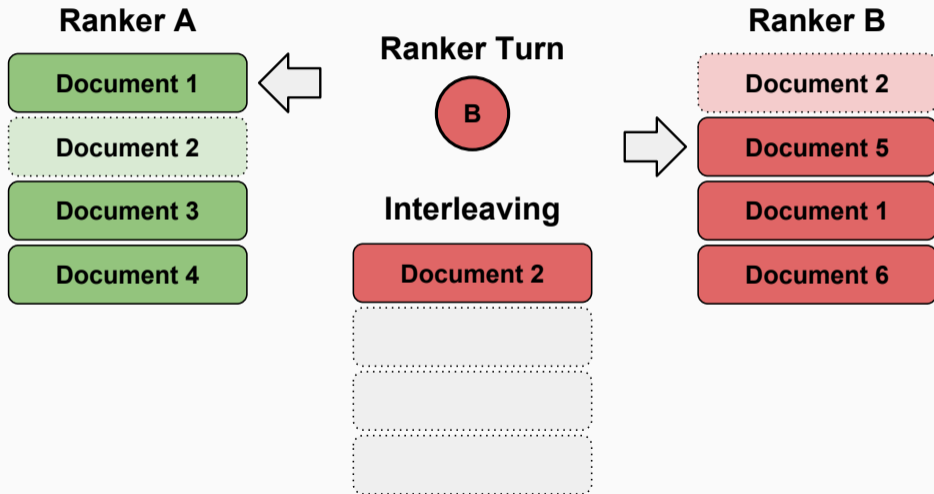 Ranker A
Document 1
Document 2
Document 3
Document 4
Ranker Turn
B
Interleaving
Document 2
Ranker B
Document 2
Document 5
Document 1
Document 6